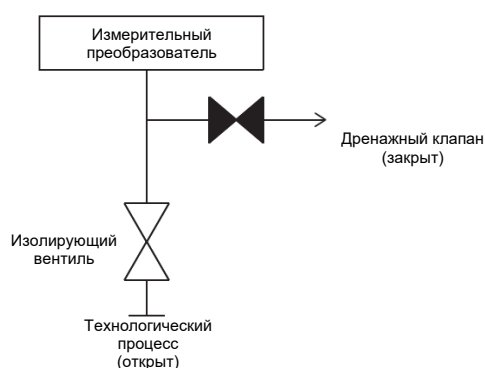 Измерительный
преобразователь
Дренажный клапан
(закрыт)
Изолирующий
вентиль
Технологический
процесс
(открыт)